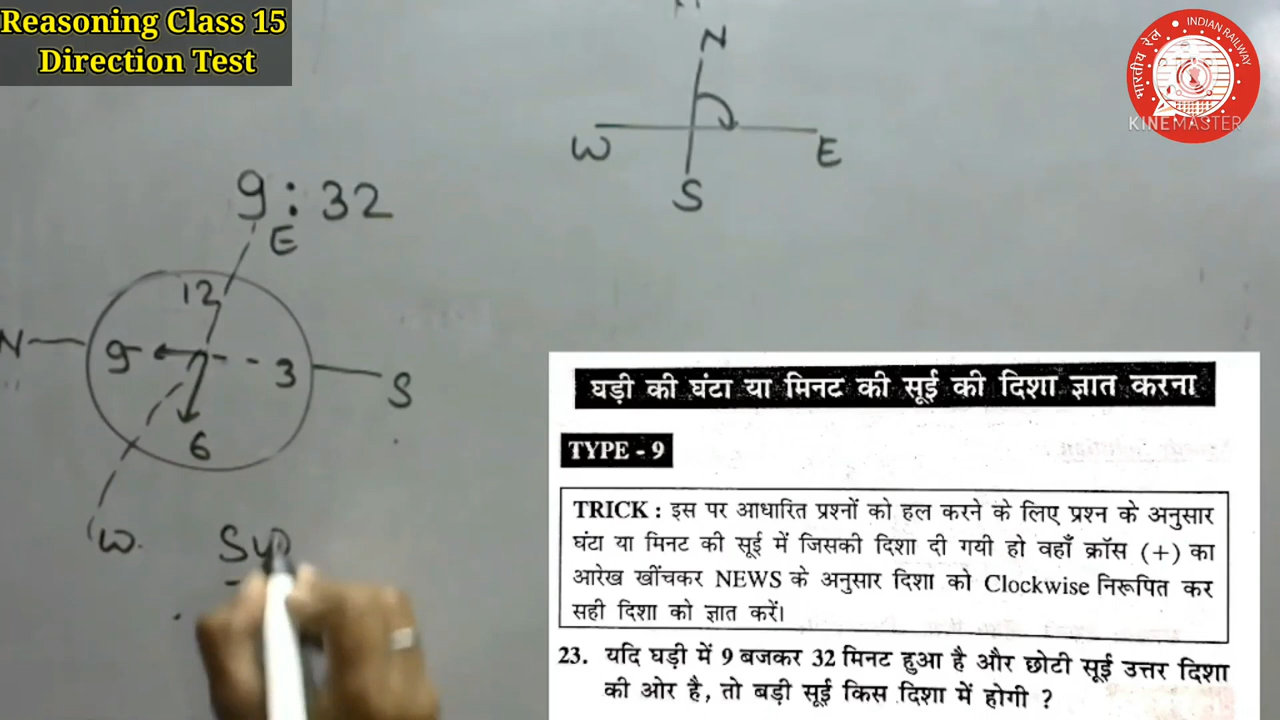 Reasoning Class 15
Direction Test
भारतीय रेल • INDIAN RAILWAY
KINEMASTER
N
W
E
S
9 : 32
E
12
N
9
3
S
6
W
घड़ी की घंटा या मिनट की सूई की दिशा ज्ञात करना
TYPE - 9
TRICK : इस पर आधारित प्रश्नों को हल करने के लिए प्रश्न के अनुसार
घंटा या मिनट की सूई में जिसकी दिशा दी गयी हो वहाँ क्रॉस (+) का
आरेख खींचकर NEWS के अनुसार दिशा को Clockwise निरूपित कर
सही दिशा को ज्ञात करें।
23. यदि घड़ी में 9 बजकर 32 मिनट हुआ है और छोटी सूई उत्तर दिशा
की ओर है, तो बड़ी सूई किस दिशा में होगी ?